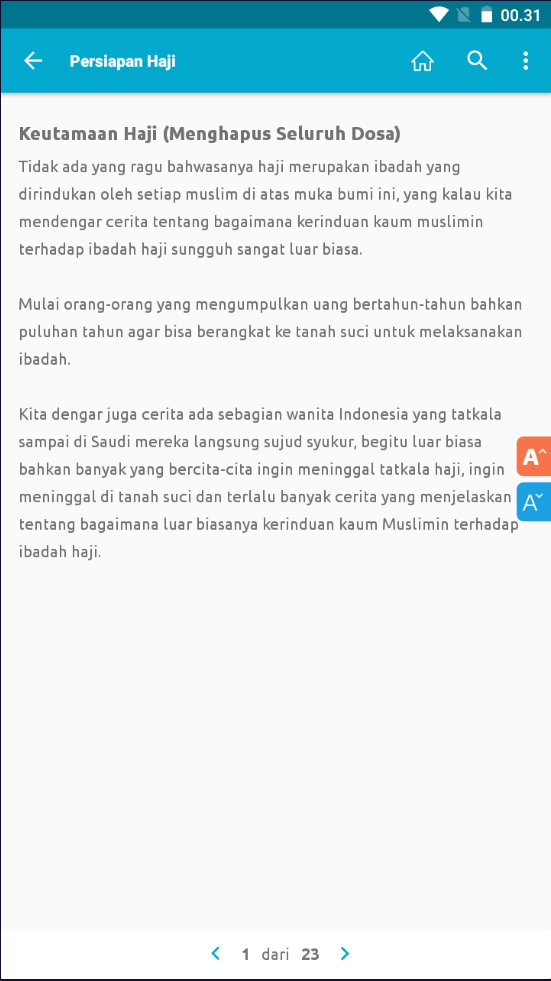 00.31
Persiapan Haji
Keutamaan Haji (Menghapus Seluruh Dosa)
Tidak ada yang ragu bahwasanya haji merupakan ibadah yang
dirindukan oleh setiap muslim di atas muka bumi ini, yang kalau kita
mendengar cerita tentang bagaimana kerinduan kaum muslimin
terhadap ibadah haji sungguh sangat luar biasa.
Mulai orang-orang yang mengumpulkan uang bertahun-tahun bahkan
puluhan tahun agar bisa berangkat ke tanah suci untuk melaksanakan
ibadah.
Kita dengar juga cerita ada sebagian wanita Indonesia yang tatkala
sampai di Saudi mereka langsung sujud syukur, begitu luar biasa
bahkan banyak yang bercita-cita ingin meninggal tatkala haji, ingin
meninggal di tanah suci dan terlalu banyak cerita yang menjelaskan
tentang bagaimana luar biasanya kerinduan kaum Muslimin terhadap
ibadah haji.
A
A
1 dari 23